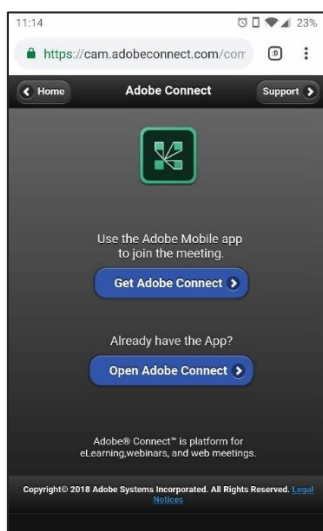 11:14 23%
https://cam.adobeconnect.com/com :D
Home Adobe Connect Support
Use the Adobe Mobile app
to join the meeting.
Get Adobe Connect
Already have the App?
Open Adobe Connect
Adobe® Connect™ is platform for
eLearning,webinars, and web meetings.
Copyright© 2018 Adobe Systems Incorporated. All Rights Reserved. Legal
Notices